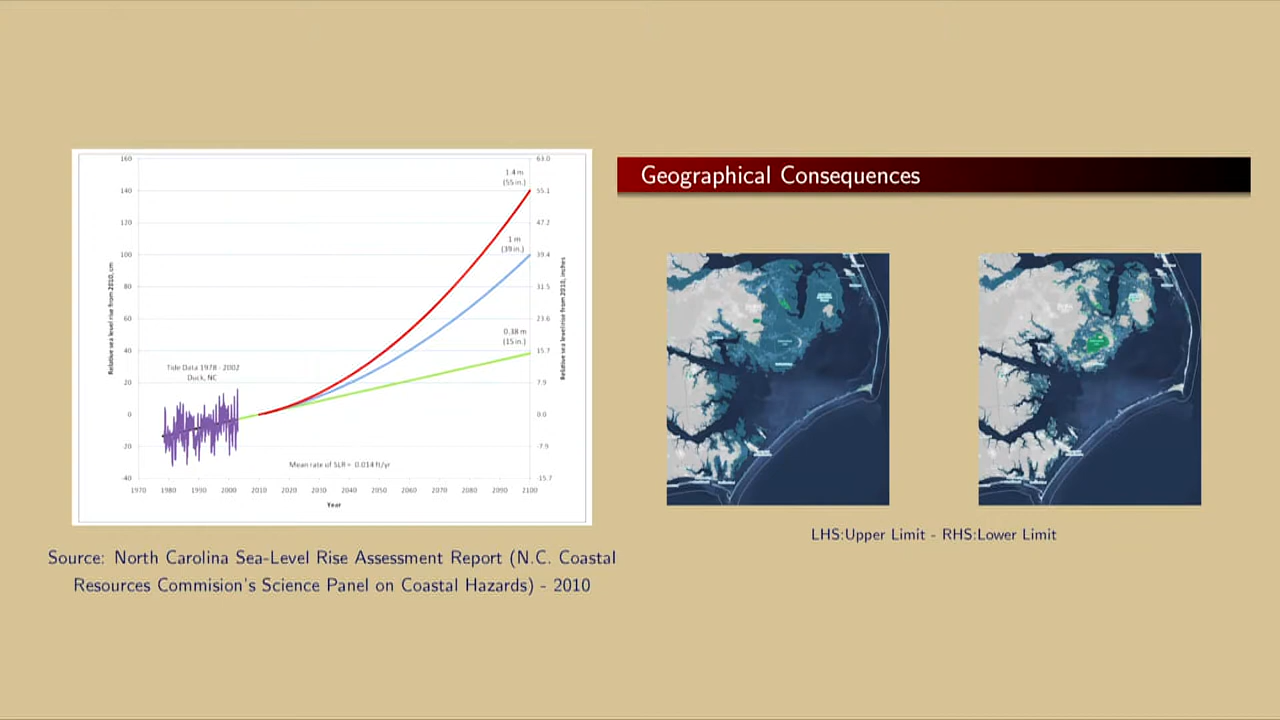 160
63.0
1.4 m
(55 in.)
140
55.1
120
47.2
1 m
(39 in.)
100
39.4
80
31.5
60
23.6
0.38 m
(15 in.)
40
15.7
Tide Data 1978 - 2002
Duck, NC
20
7.9
0
0.0
-20
-7.9
Mean rate of SLR = 0.014 ft/yr
-40
-15.7
1970 1980 1990 2000 2010 2020 2030 2040 2050 2060 2070 2080 2090 2100
Year
Relative sea level rise from 2010, cm
Relative sea level rise from 2010, inches
Source: North Carolina Sea-Level Rise Assessment Report (N.C. Coastal
Resources Commision's Science Panel on Coastal Hazards) - 2010
Geographical Consequences
LHS:Upper Limit - RHS:Lower Limit